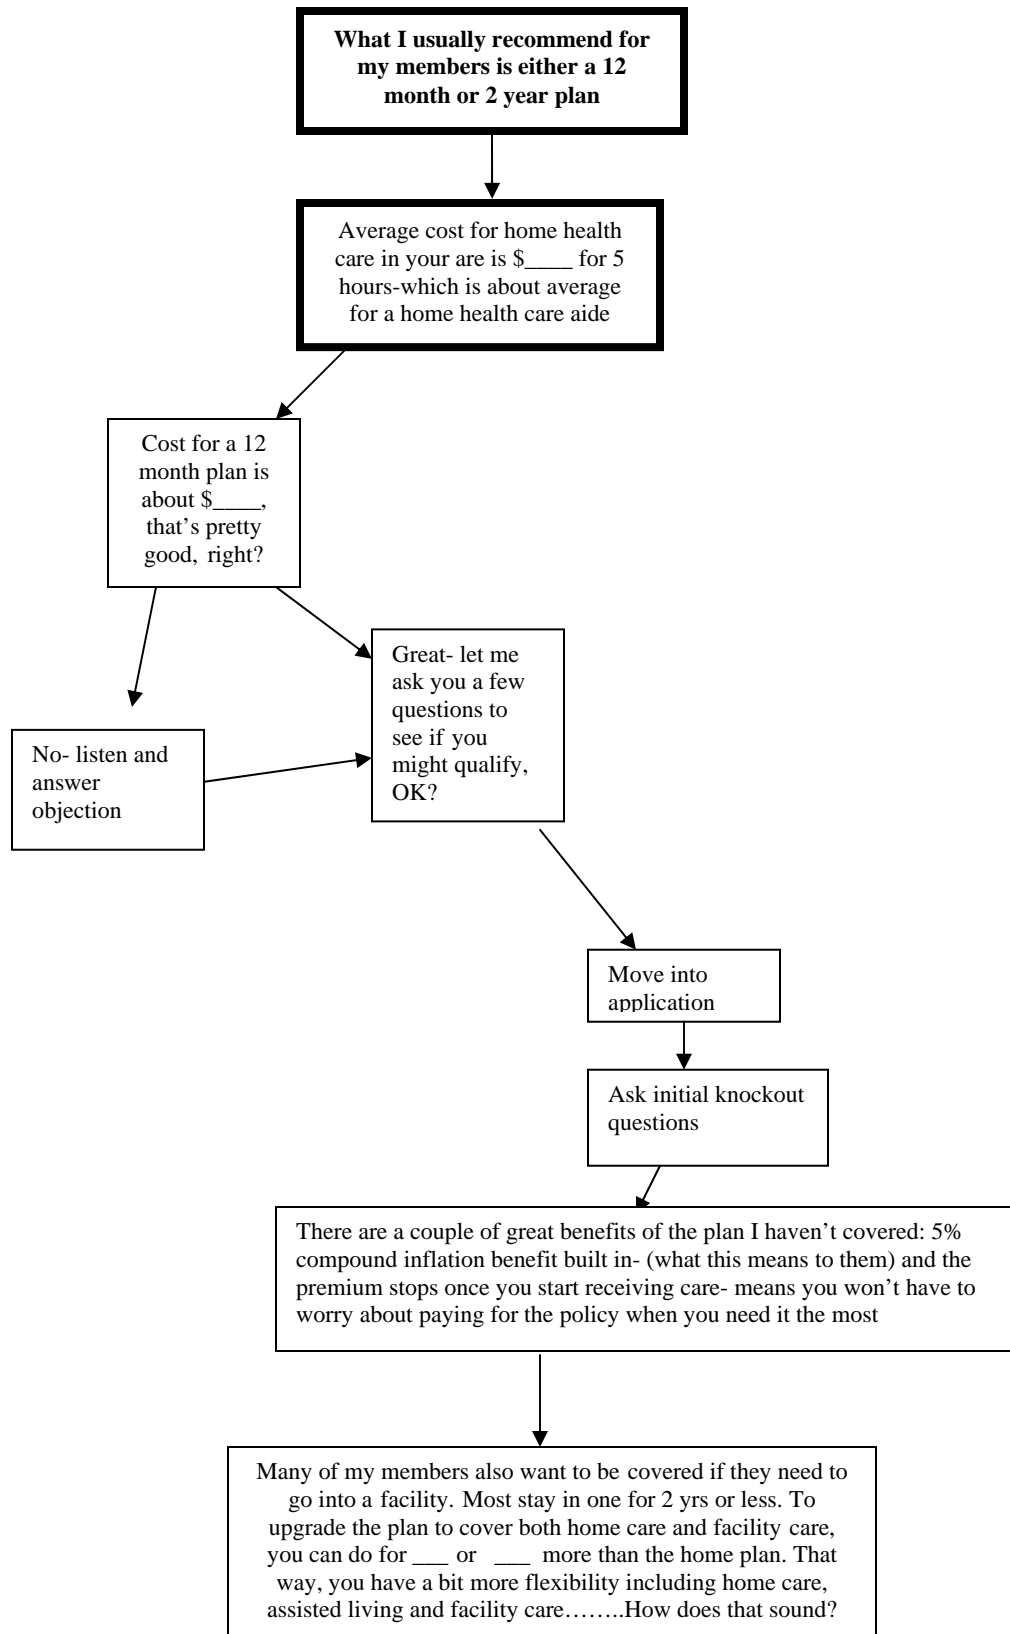 What I usually recommend for
my members is either a 12
month or 2 year plan
Average cost for home health
care in your are is $____ for 5
hours-which is about average
for a home health care aide
Cost for a 12
month plan is
about $____,
that’s pretty
good, right?
Great- let me
ask you a few
questions to
see if you
might qualify,
OK?
No- listen and
answer
objection
Move into
application
Ask initial knockout
questions
There are a couple of great benefits of the plan I haven’t covered: 5%
compound inflation benefit built in- (what this means to them) and the
premium stops once you start receiving care- means you won’t have to
worry about paying for the policy when you need it the most
Many of my members also want to be covered if they need to
go into a facility. Most stay in one for 2 yrs or less. To
upgrade the plan to cover both home care and facility care,
you can do for ___ or ___ more than the home plan. That
way, you have a bit more flexibility including home care,
assisted living and facility care……..How does that sound?